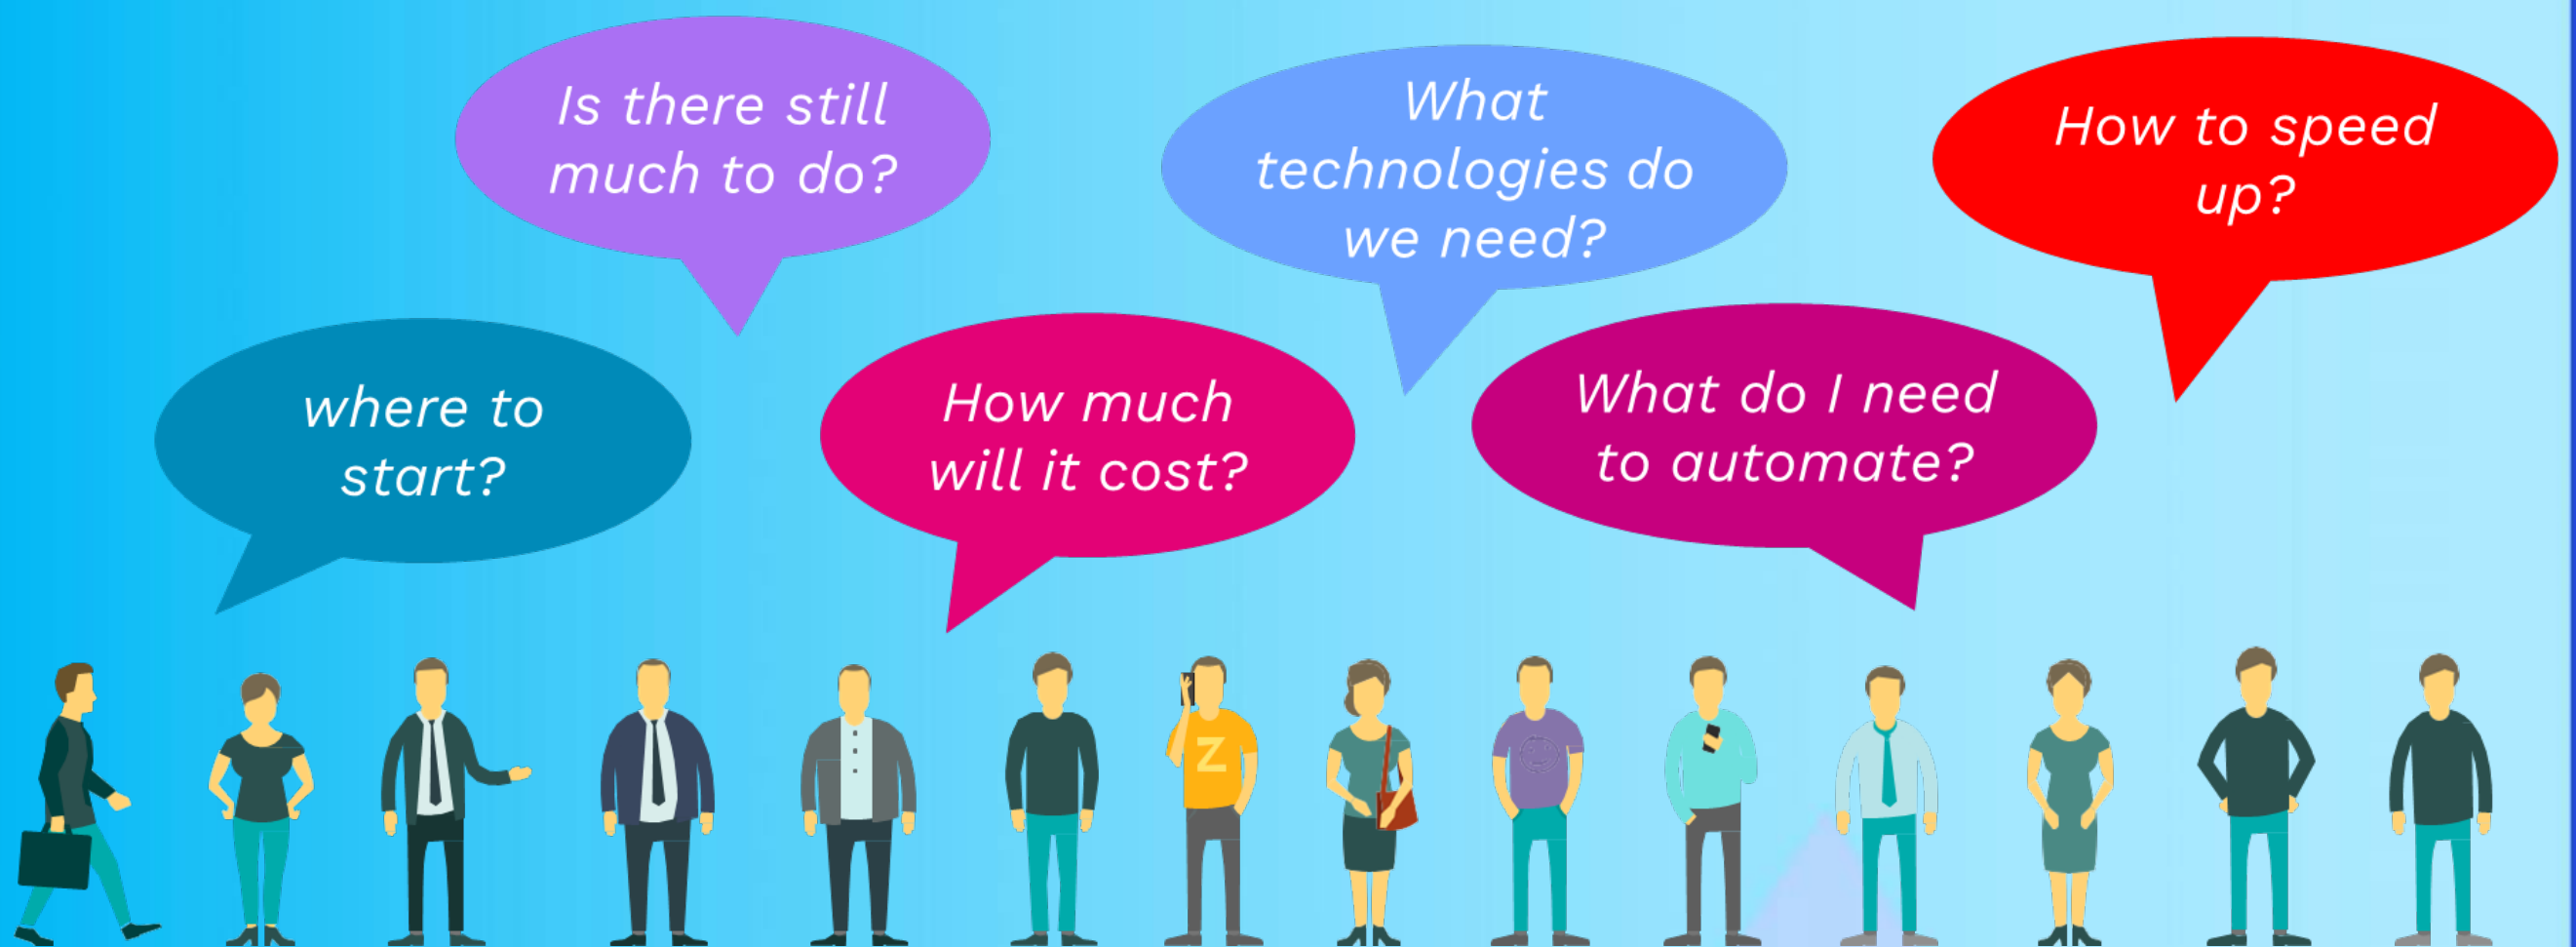 Is there still
much to do?
What
technologies do
we need?
How to speed
up?
where to
start?
How much
will it cost?
What do I need
to automate?
Z